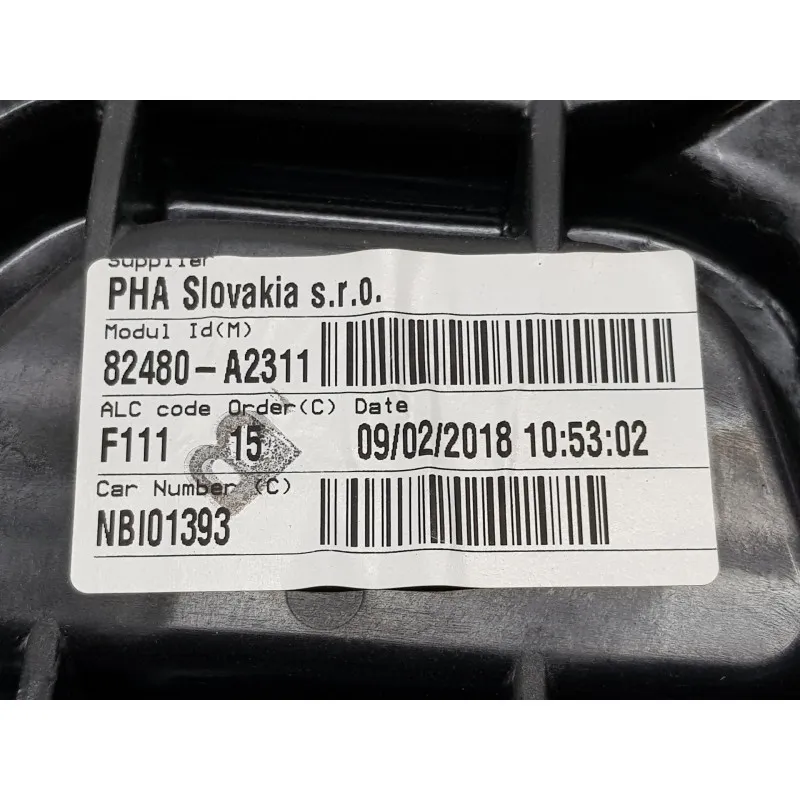 Supplier
PHA Slovakia s.r.o.
Modul Id(M)
82480-A2311
ALC code Order(C) Date
F111 15 09/02/2018 10:53:02
Car Number (C)
NBI01393